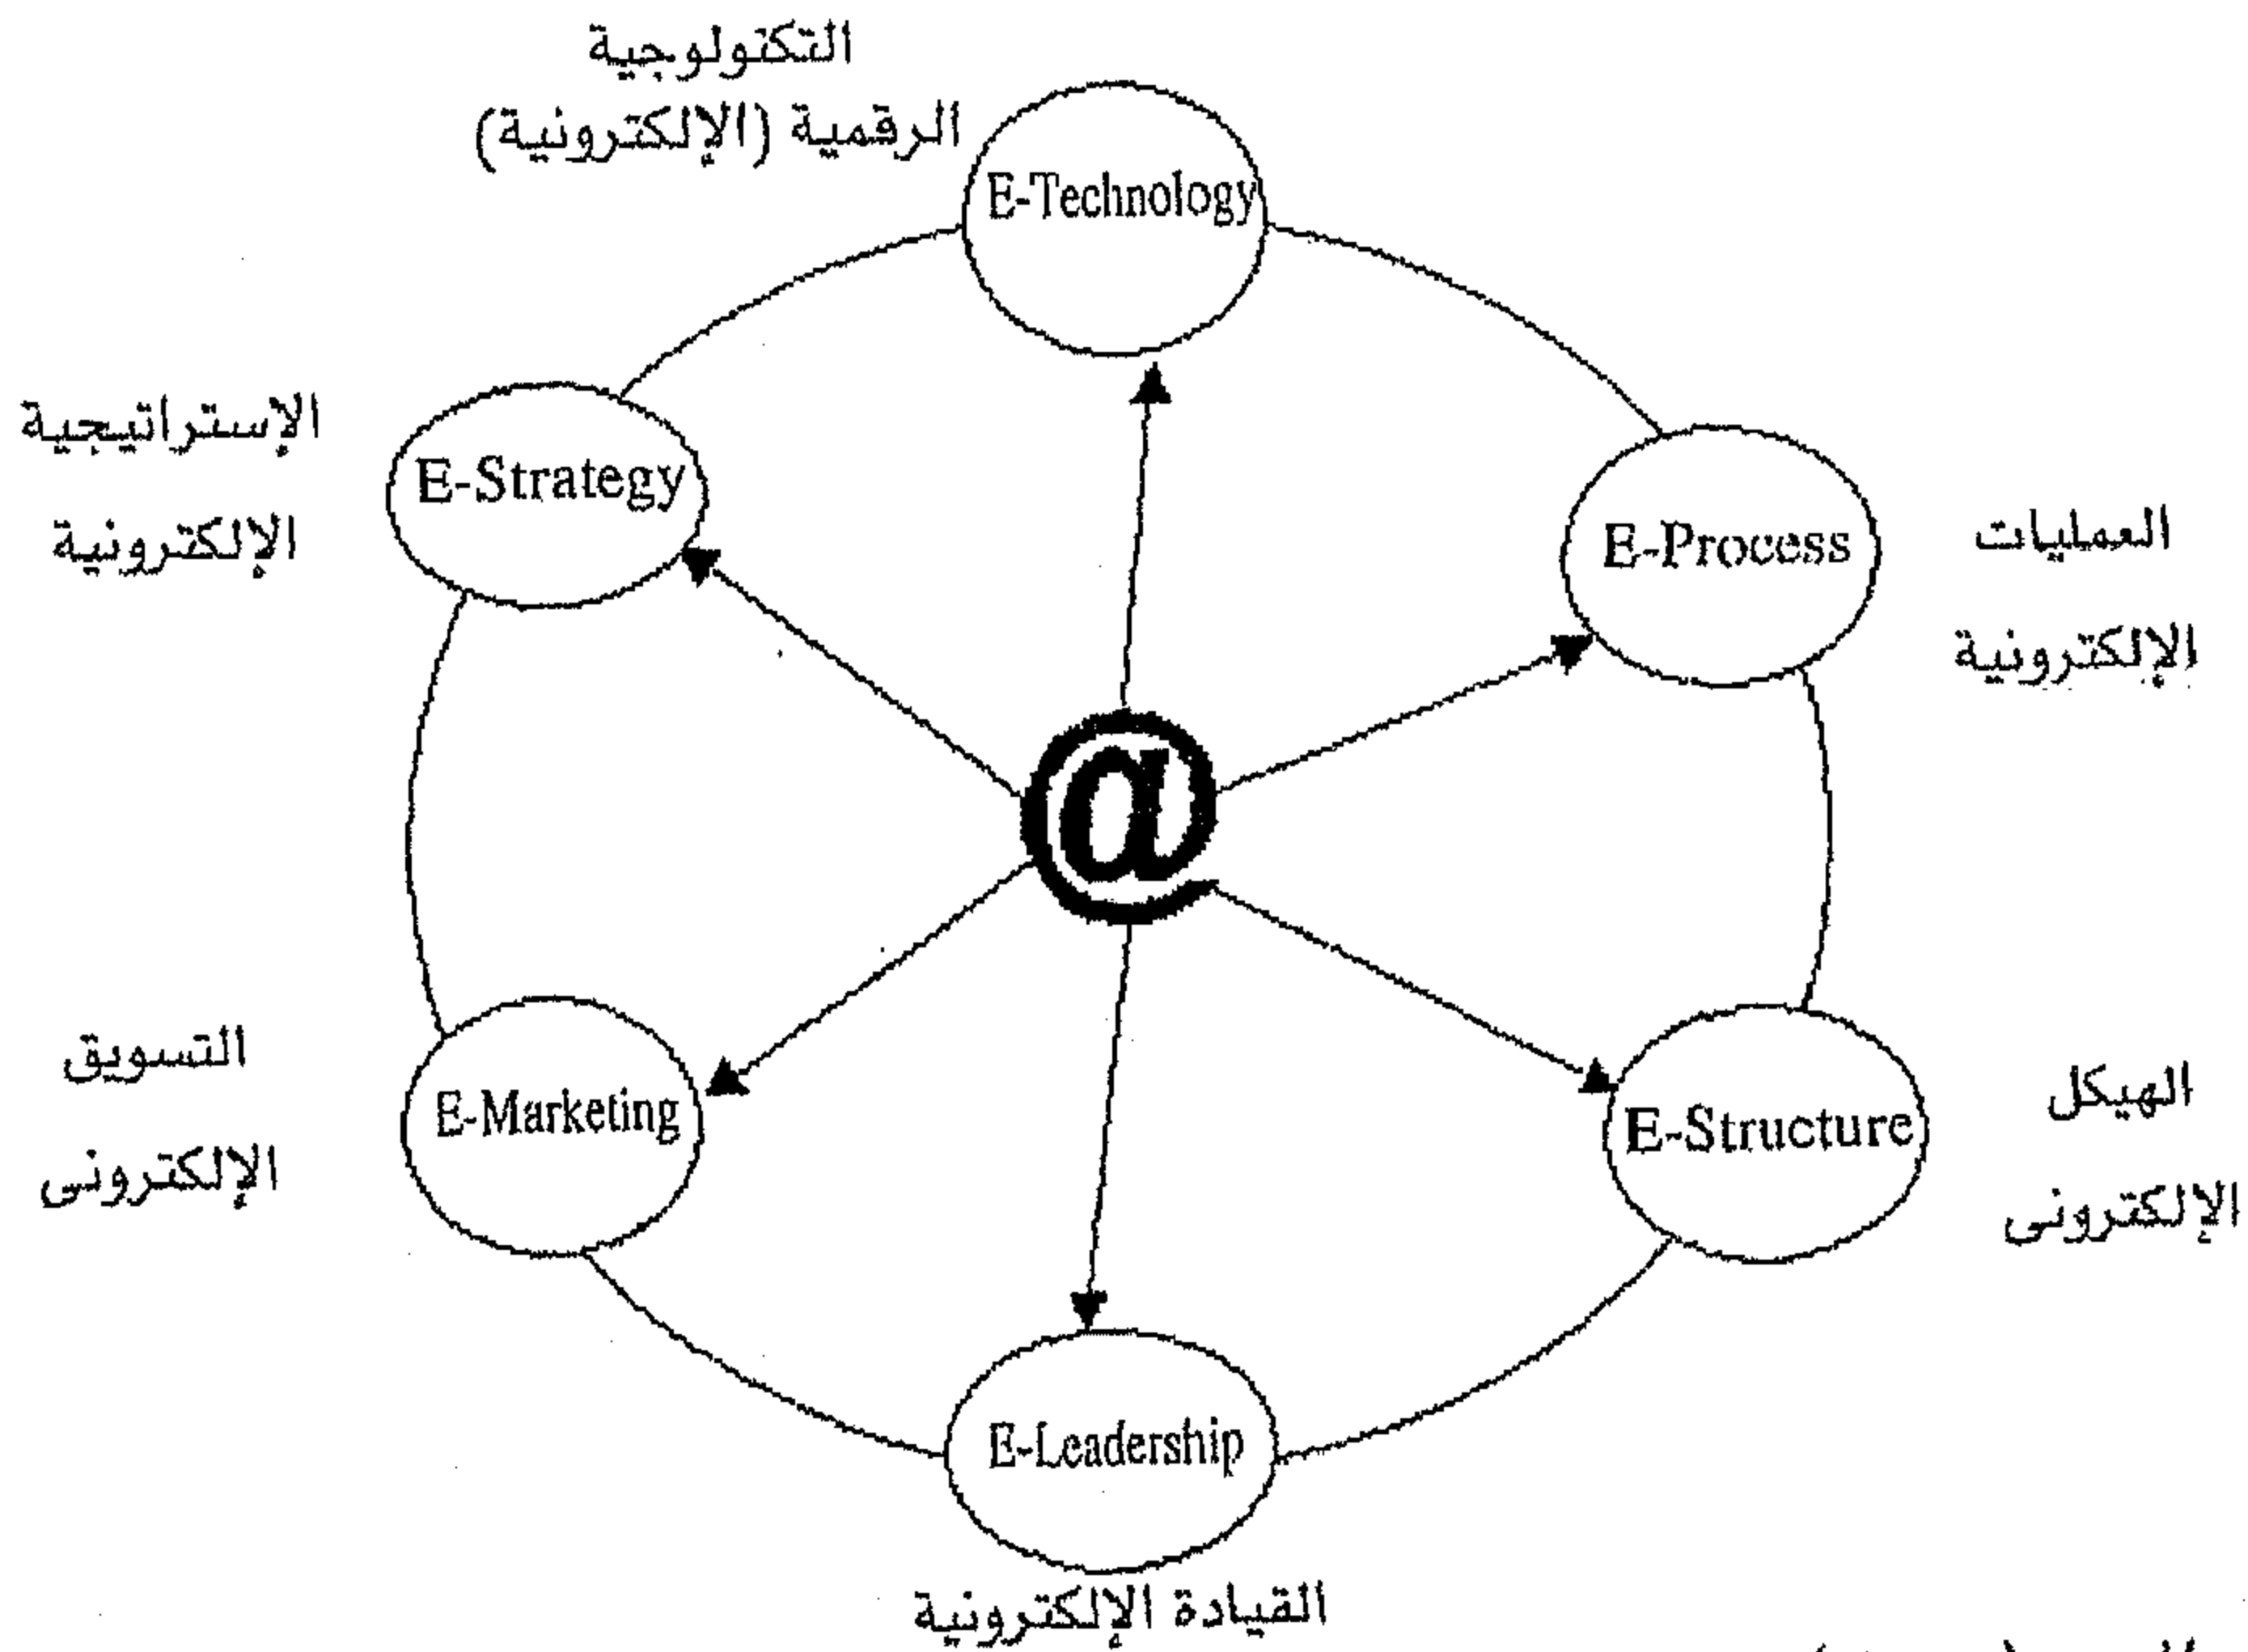 التكنولوجية
الرقمية (الإلكترونية)
E-Technology
الإستراتيجية
الإلكترونية
E-Strategy
E-Process
العمليات
الإلكترونية
@
التسويق
الإلكترونى
E-Marketing
E-Structure
الهيكل
الإلكترونى
E-Leadership
القيادة الإلكترونية